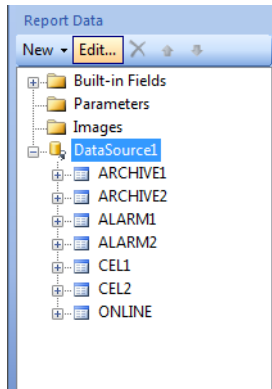 Report Data
New Edit...
Built-in Fields
Parameters
Images
DataSource1
ARCHIVE1
ARCHIVE2
ALARM1
ALARM2
CEL1
CEL2
ONLINE